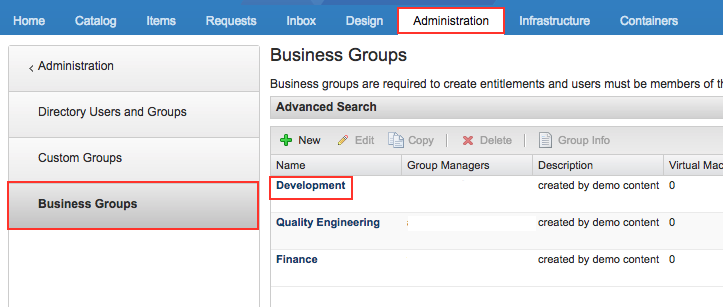 Home Catalog Items Requests Inbox Design Administration Infrastructure Containers
< Administration
Directory Users and Groups
Custom Groups
Business Groups
Business Groups
Business groups are required to create entitlements and users must be members of th
Advanced Search
New Edit Copy Delete Group Info
Name Group Managers Description Virtual Mac
Development created by demo content 0
Quality Engineering created by demo content 0
Finance created by demo content 0